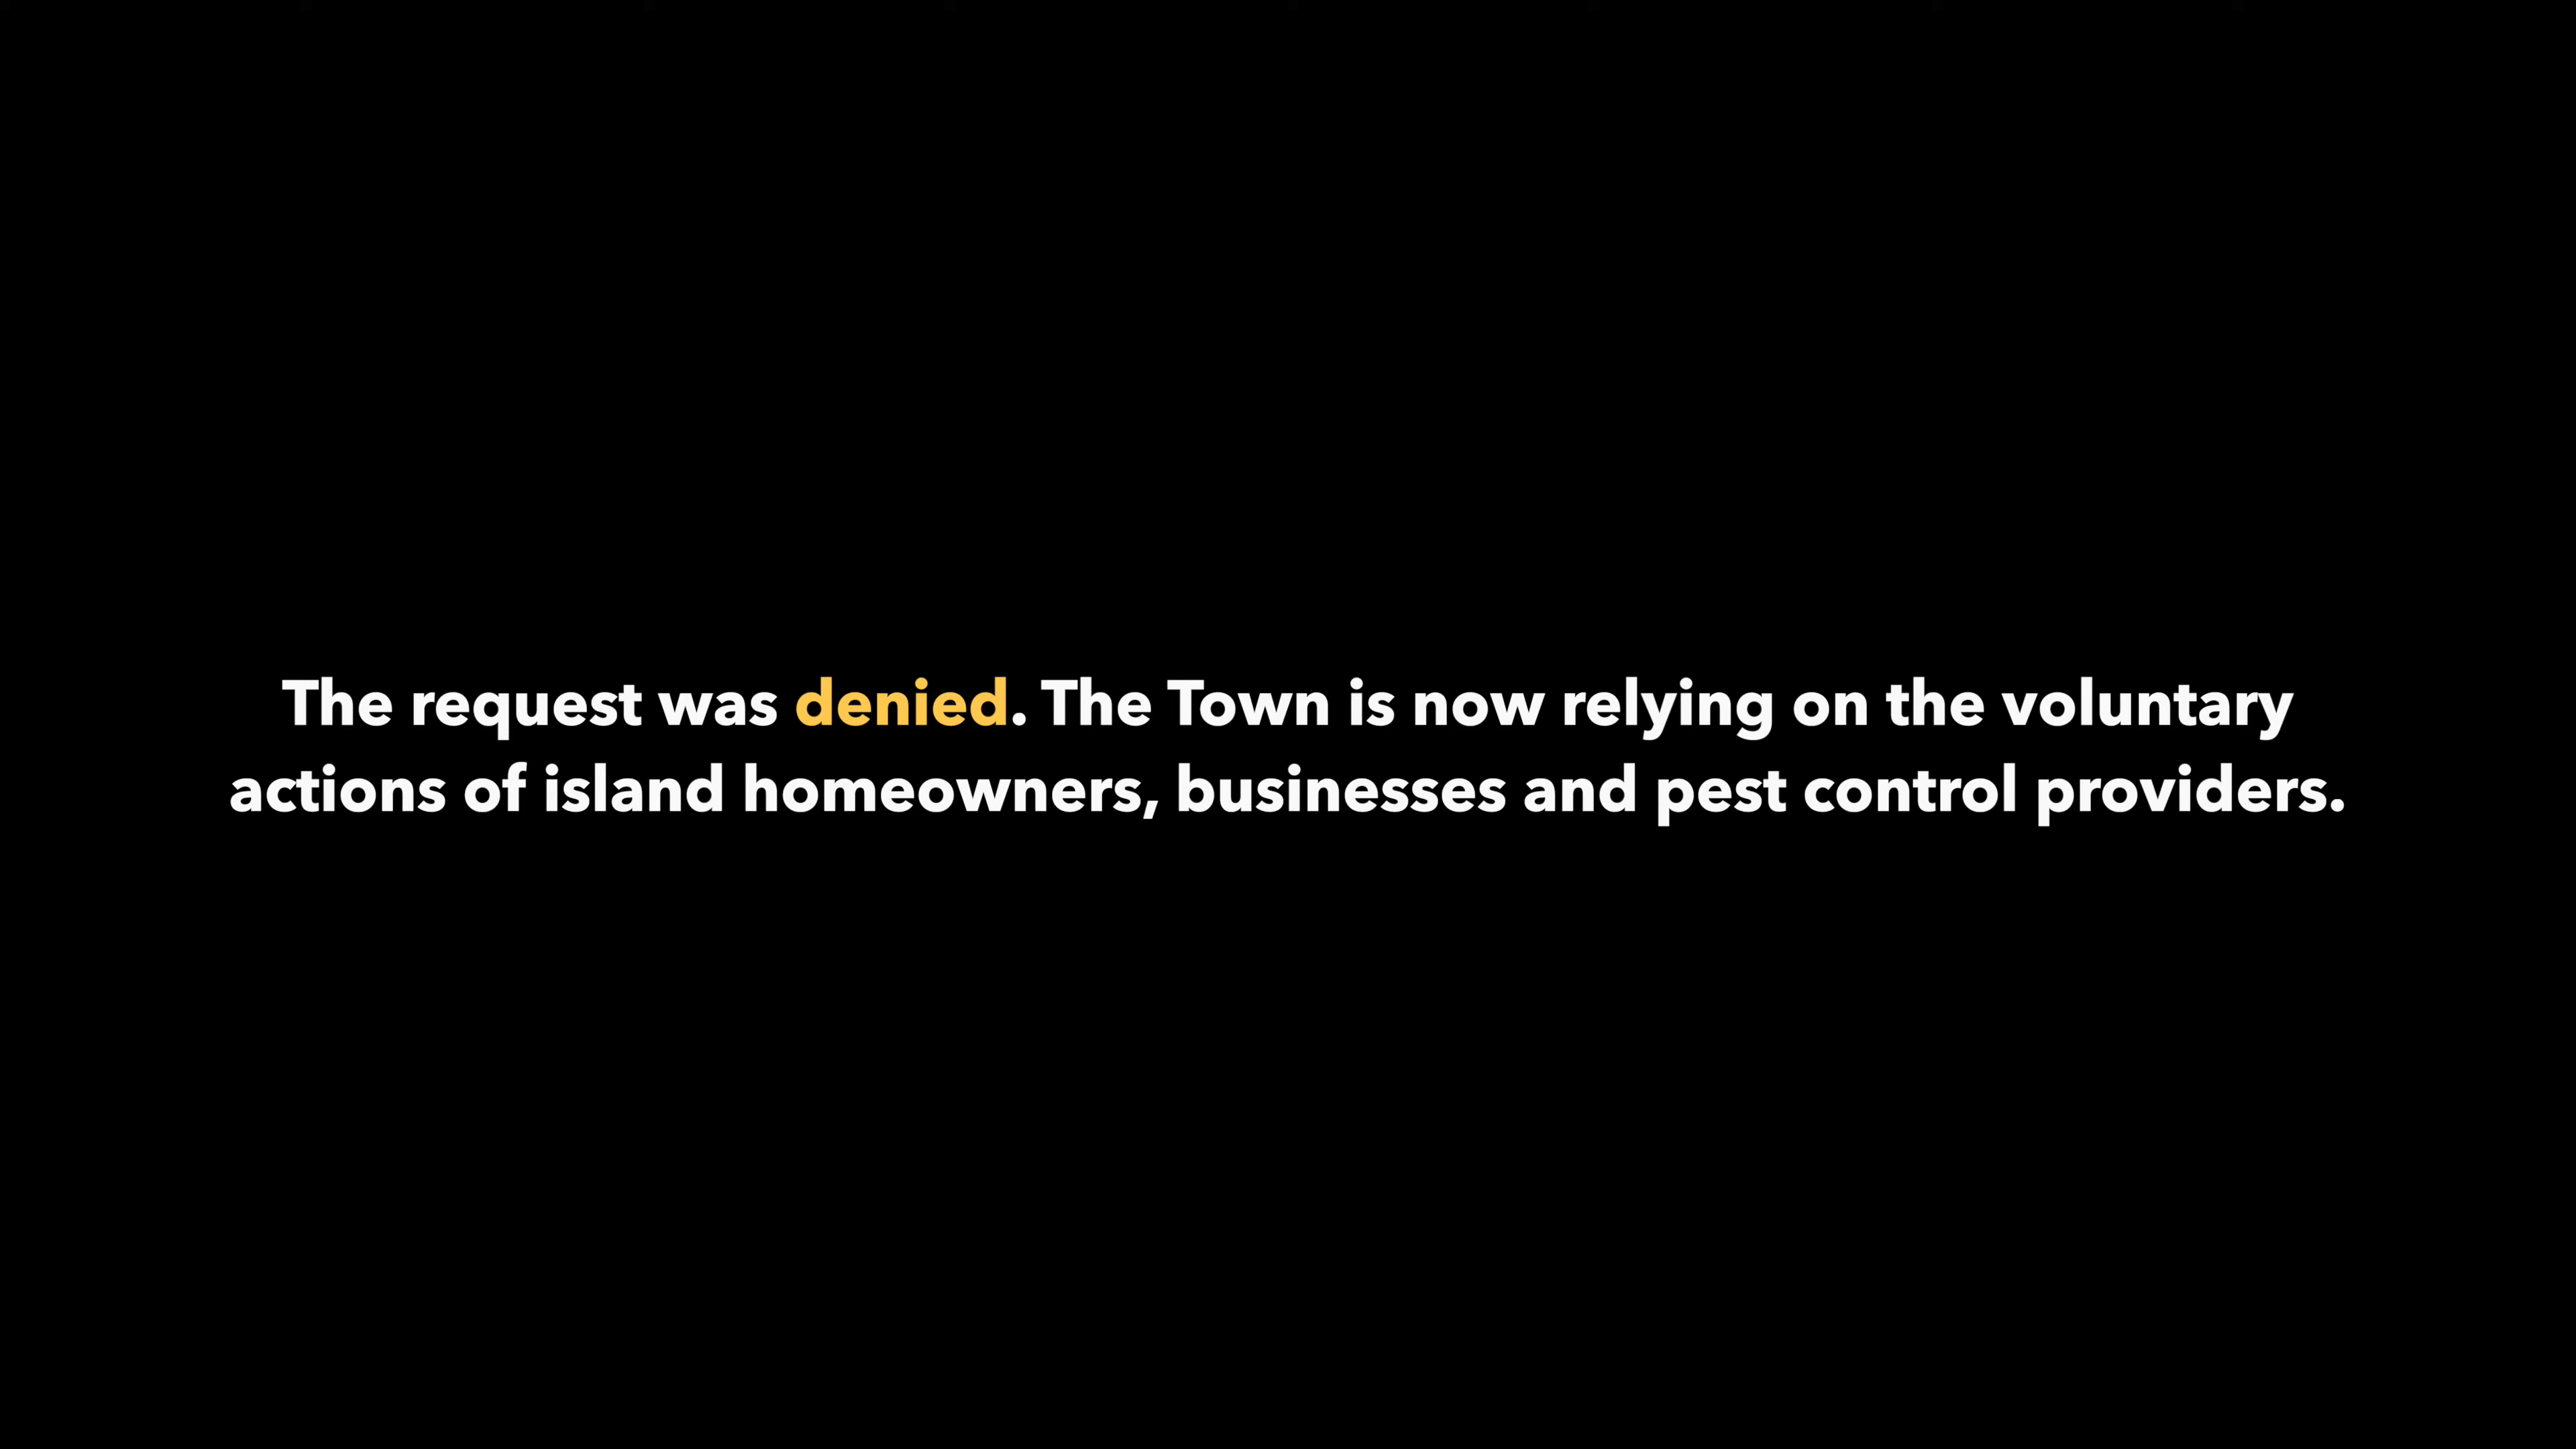 The request was denied. The Town is now relying on the voluntary
actions of island homeowners, businesses and pest control providers.